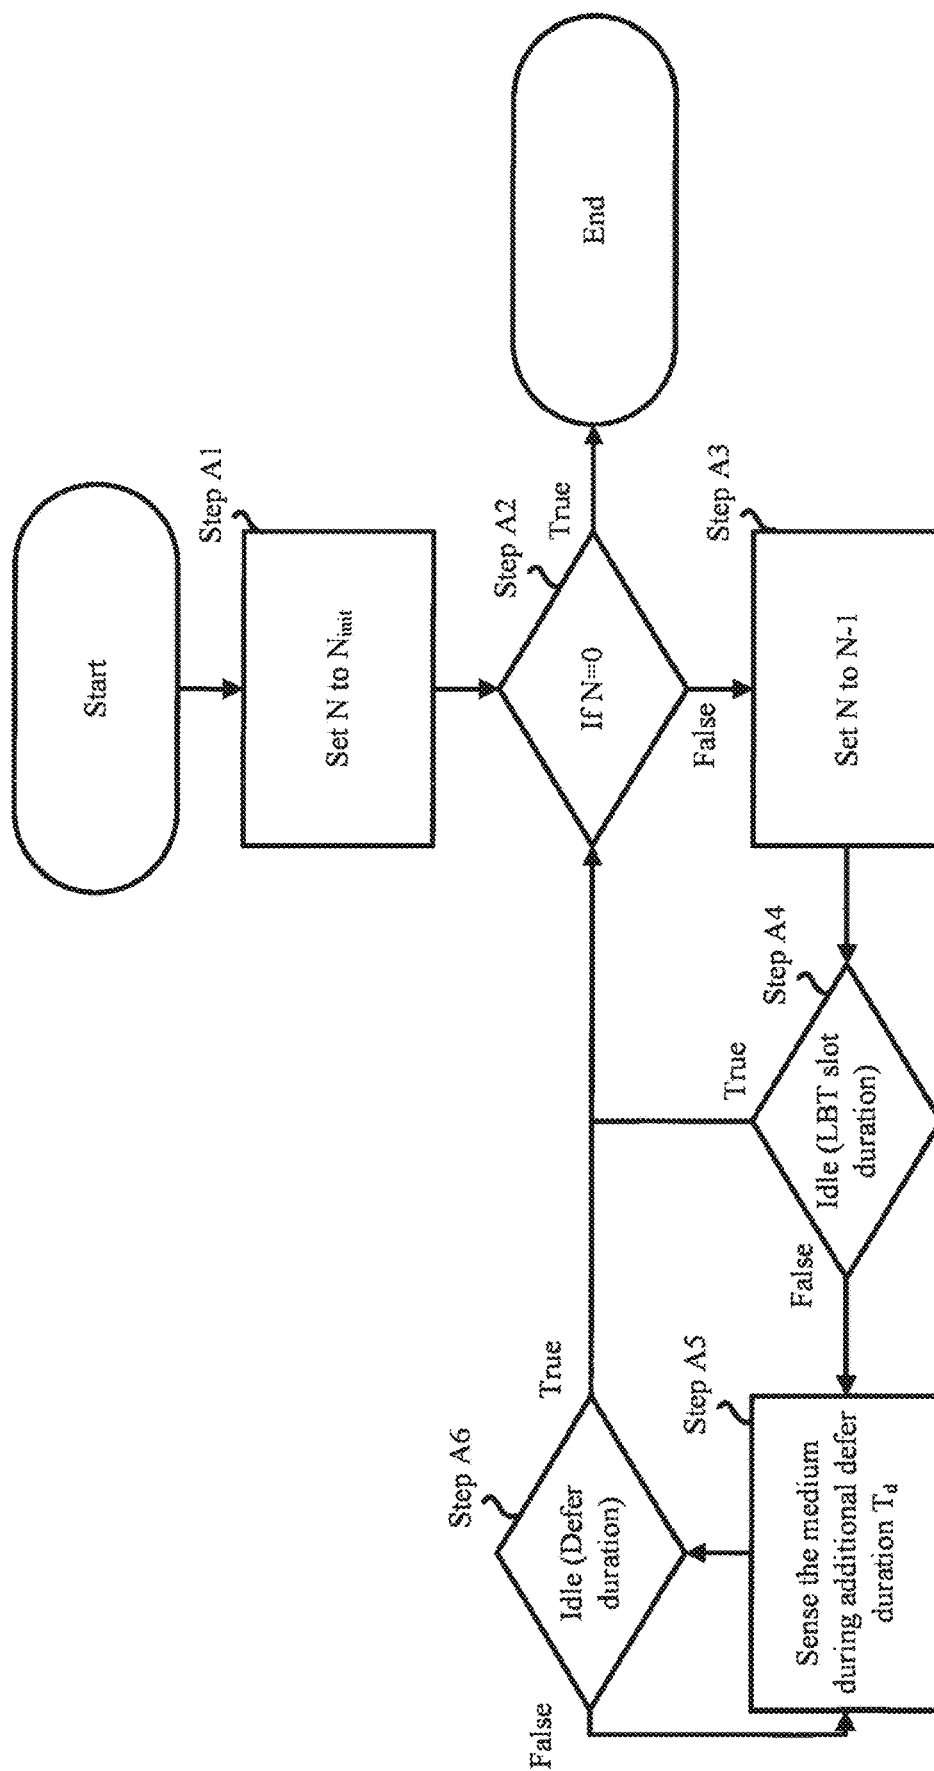 Start
Step A1
Set N to Ninit
Step A2
If N=0
True
End
False
Step A3
Set N to N-1
Step A4
Idle (LBT slot
duration)
True
False
Step A5
Sense the medium
during additional defer
duration Td
Step A6
Idle (Defer
duration)
True
False